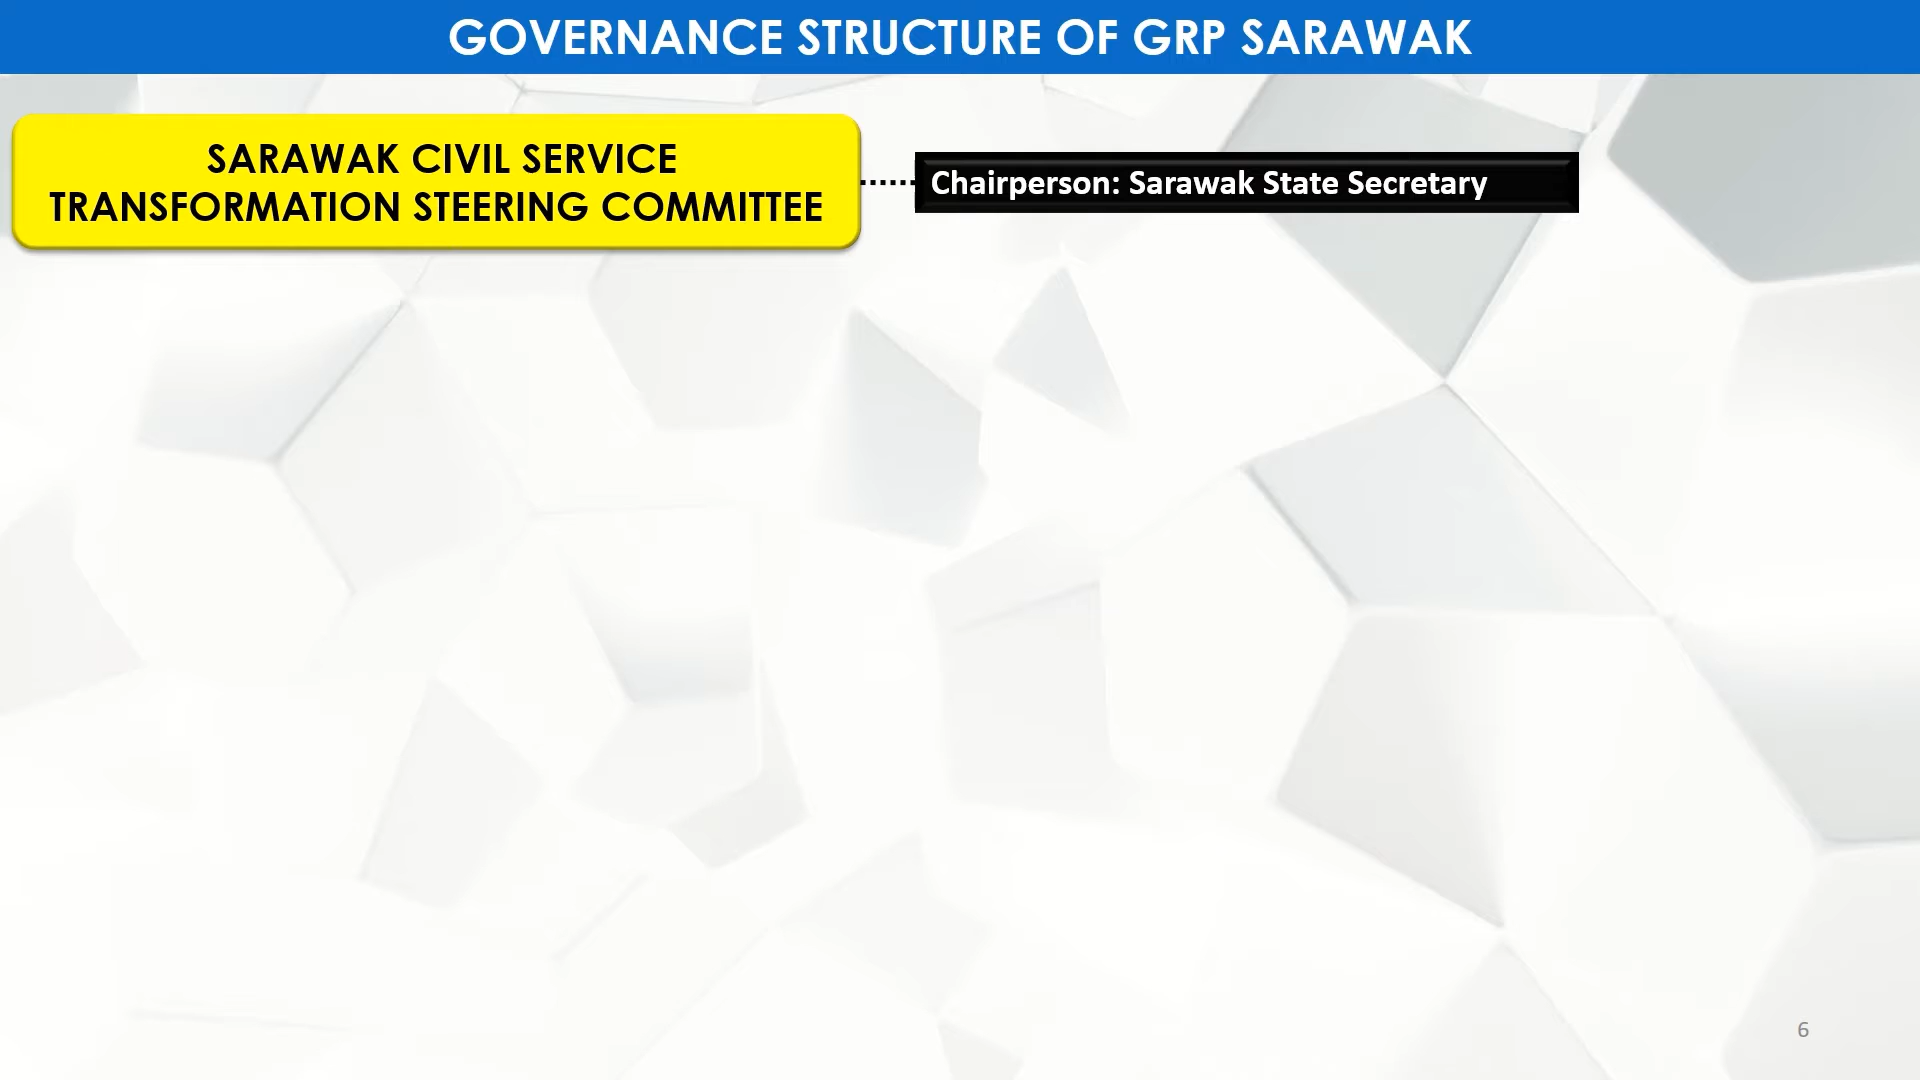 GOVERNANCE STRUCTURE OF GRP SARAWAK
SARAWAK CIVIL SERVICE
TRANSFORMATION STEERING COMMITTEE
Chairperson: Sarawak State Secretary
6